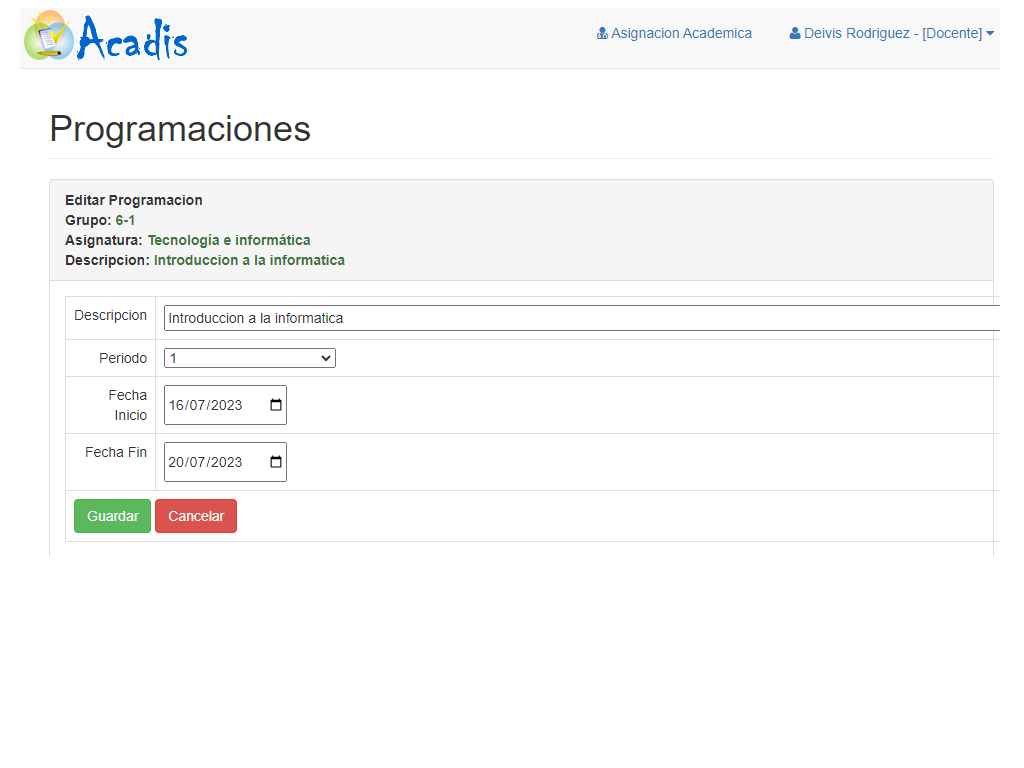 Acadis
Asignacion Academica
Deivis Rodriguez - [Docente]
Programaciones
Editar Programacion
Grupo: 6-1
Asignatura: Tecnología e informática
Descripcion: Introduccion a la informatica
Descripcion Introduccion a la informatica
Periodo 1
Fecha
Inicio
16/07/2023
Fecha Fin 20/07/2023
Guardar Cancelar